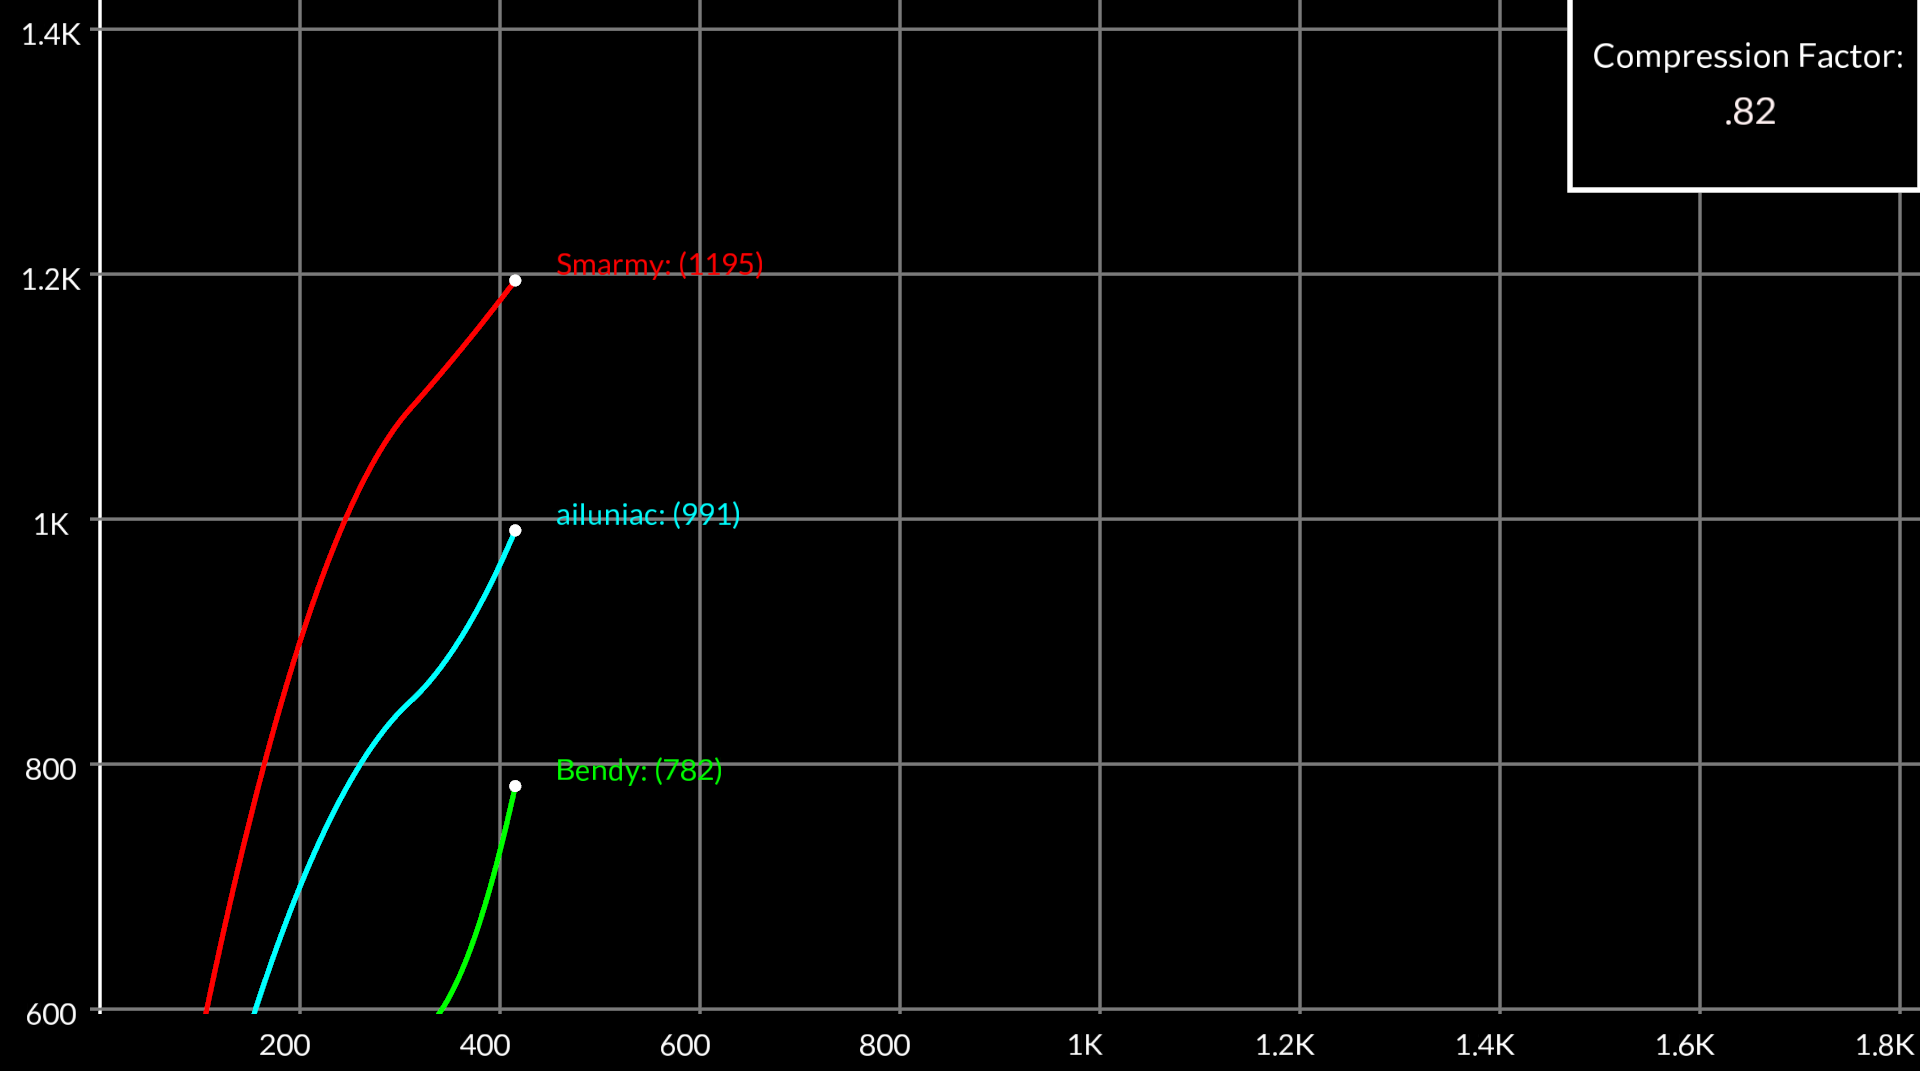 1.4K
Compression Factor:
.82
1.2K
Smarmy: (1195)
1K
ailuniac: (991)
800
Bendy: (782)
600
200 400 600 800 1K 1.2K 1.4K 1.6K 1.8K